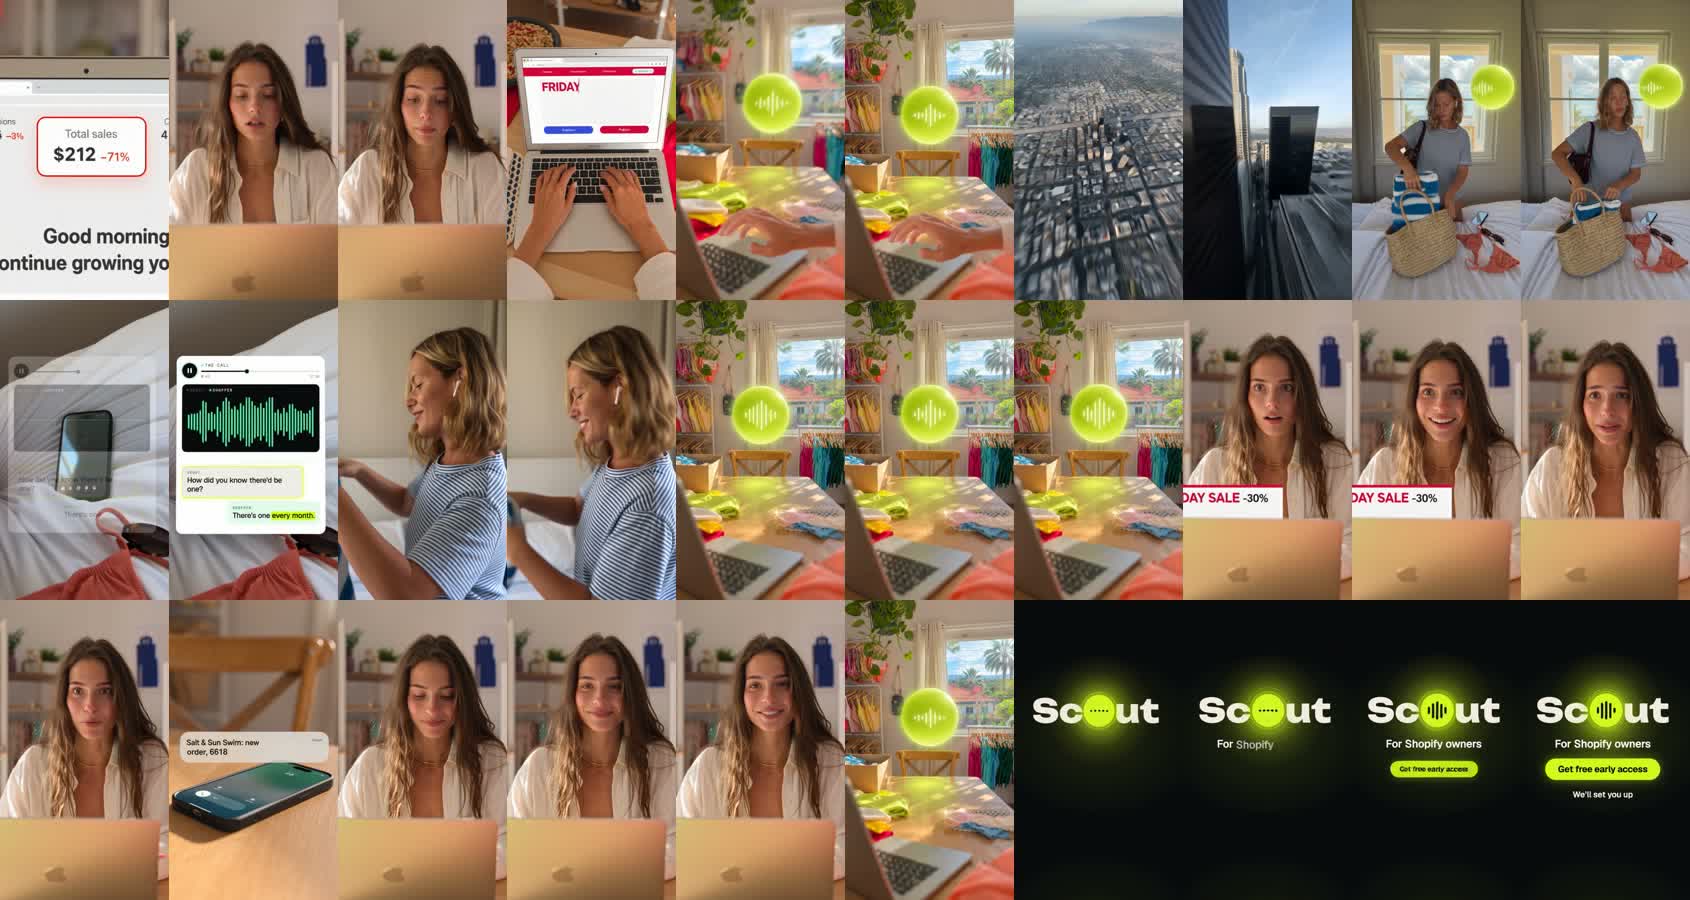 Total sales
$212 -71%
-3%
Good morning
ontinue growing yo
FRIDAY
THE CALL
How did you know there'd be
one?
There's one every month.
DAY SALE -30%
DAY SALE -30%
Salt & Sun Swim: new
order, 6618
Scout
Scout
For Shopify
Scout
For Shopify owners
Get free early access
Scout
For Shopify owners
Get free early access
We'll set you up